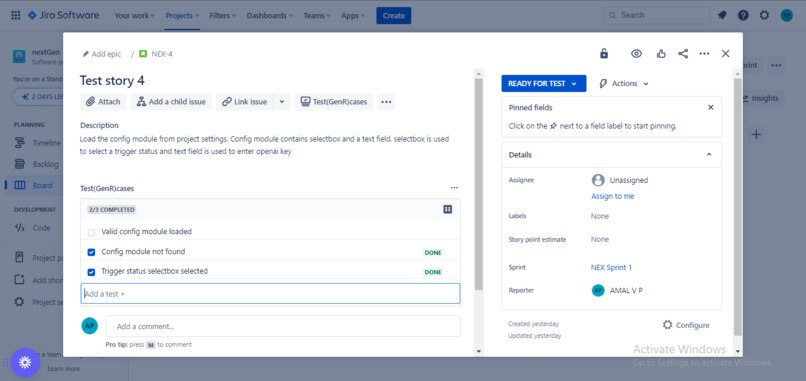 Jira Software
Your work
Projects
Filters
Dashboards
Teams
Apps
Create
Search
AP
nextGen
Software
You're on a Stand
2 DAYS LEF
PLANNING
Timeline
Backlog
Board
DEVELOPMENT
Code
Project pa
Add shor
Project se
Learn more
Add epic / NEX-4
Test story 4
Attach
Add a child issue
Link issue
Test(GenR)cases
Description
Load the config module from project settings. Config module contains selectbox and a text field. selectbox is used
to select a trigger status and text field is used to enter openai key
Test(GenR)cases
2/3 COMPLETED
Valid config module loaded
Config module not found DONE
Trigger status selectbox selected DONE
Add a test +
AP Add a comment...
Pro tip: press M to comment
READY FOR TEST
Actions
Pinned fields
Click on the next to a field label to start pinning.
Details
Assignee Unassigned
Assign to me
Labels None
Story point estimate None
Sprint NEX Sprint 1
Reporter AP AMAL V P
Created yesterday
Updated yesterday
Configure
print
Insights
Activate Windows
Go to Settings to activate Windows.